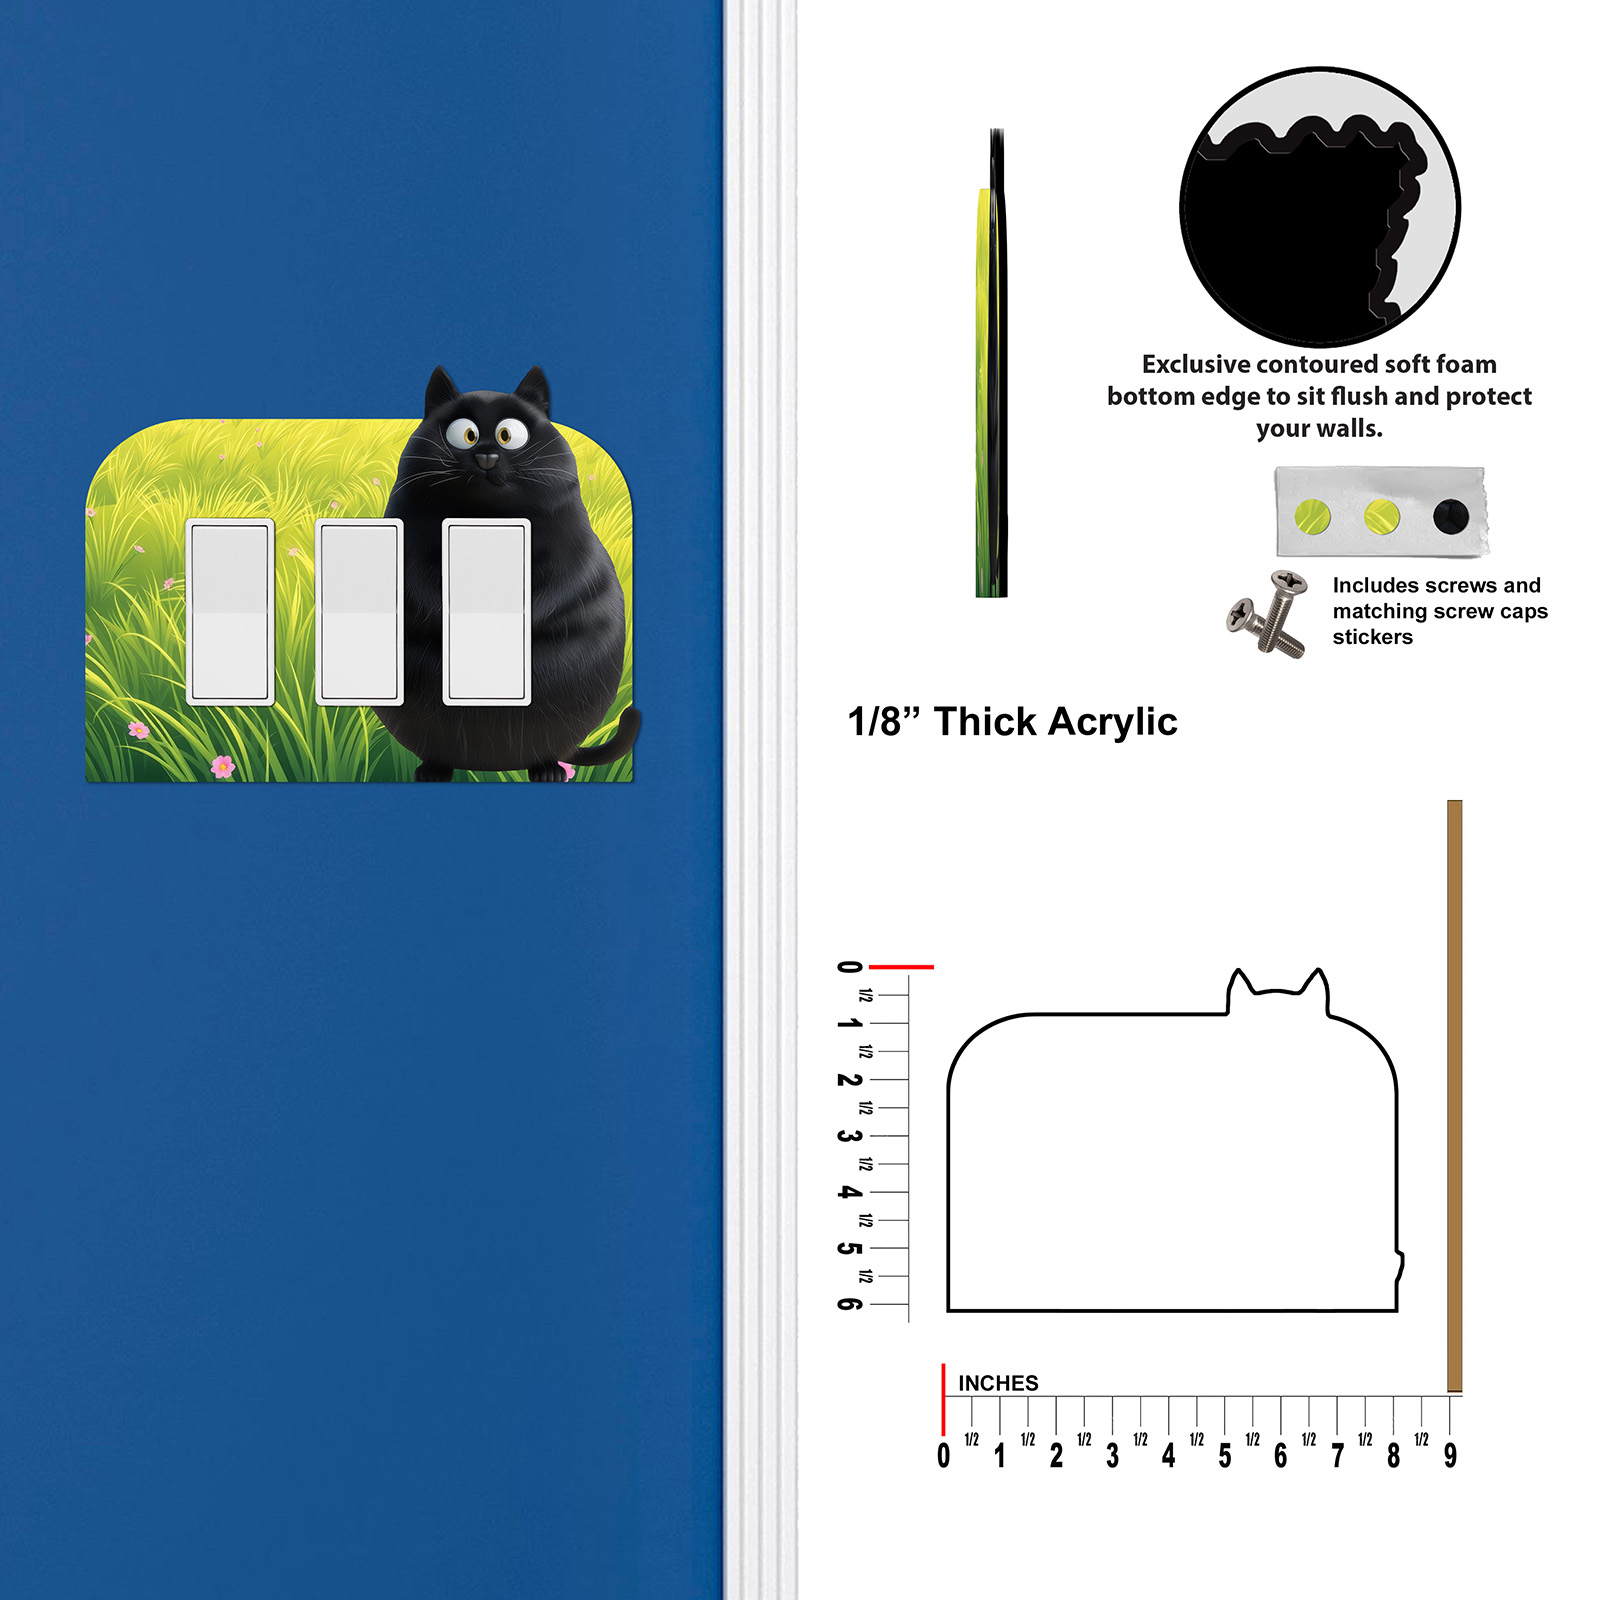 Exclusive contoured soft foam
bottom edge to sit flush and protect
your walls.
Includes screws and
matching screw caps
stickers
1/8” Thick Acrylic
0
1/2
1
1/2
2
1/2
3
1/2
4
1/2
5
1/2
6
INCHES
0 1/2 1 1/2 2 1/2 3 1/2 4 1/2 5 1/2 6 1/2 7 1/2 8 1/2 9